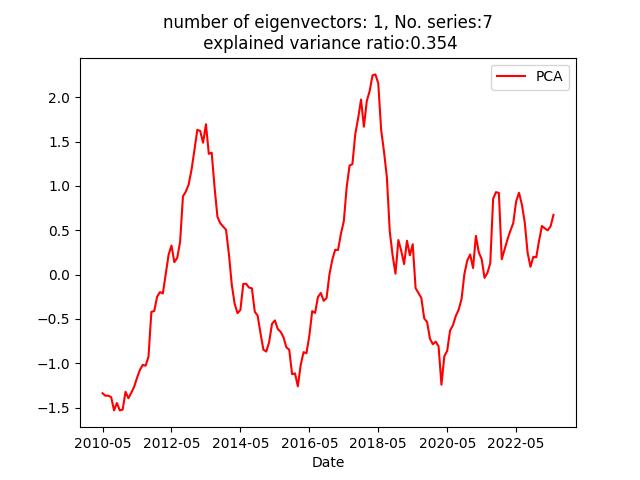 number of eigenvectors: 1, No. series:7
explained variance ratio:0.354
PCA
2.0
1.5
1.0
0.5
0.0
−0.5
−1.0
−1.5
2010-05 2012-05 2014-05 2016-05 2018-05 2020-05 2022-05
Date